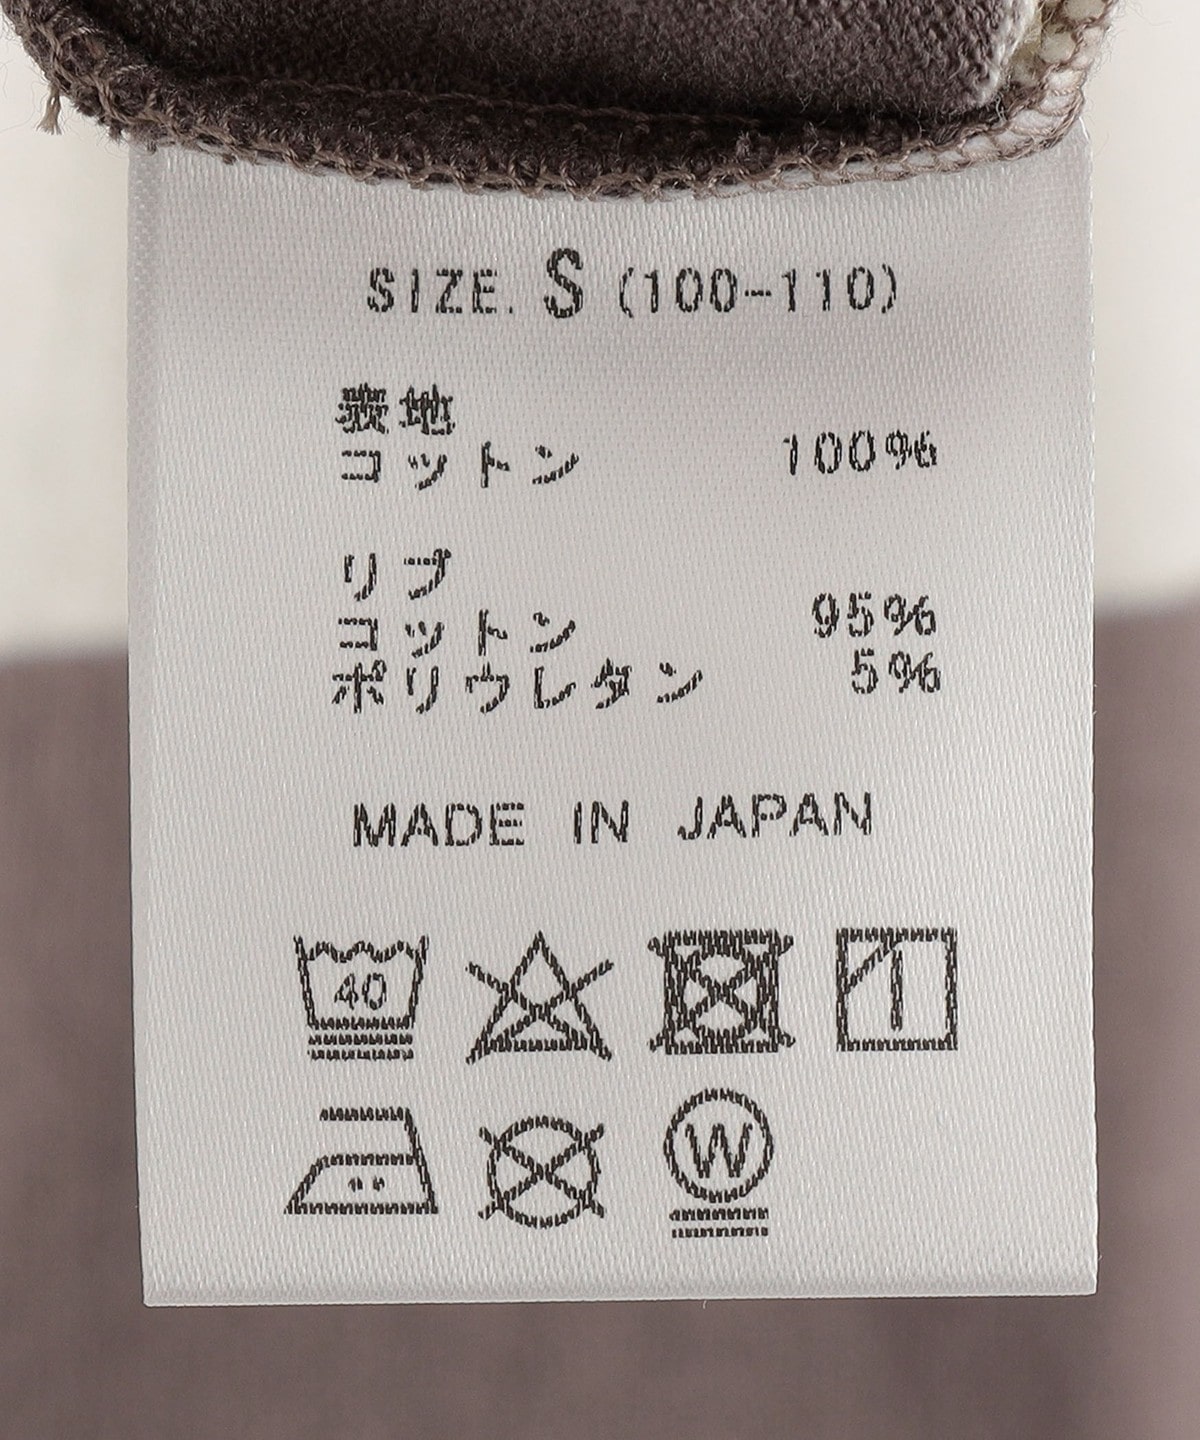 SIZE. S (100-110)
表地
コットン 100%
リブ
コットン 95%
ポリウレタン 5%
MADE IN JAPAN
40
W